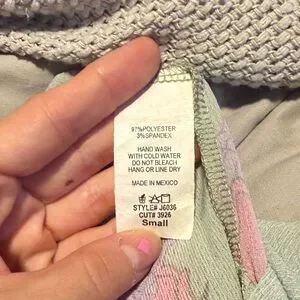 97%POLYESTER
3%SPANDEX
HAND WASH
WITH COLD WATER
DO NOT BLEACH
HANG OR LINE DRY
MADE IN MEXICO
STYLE# J6036
CUT# 3926
Small